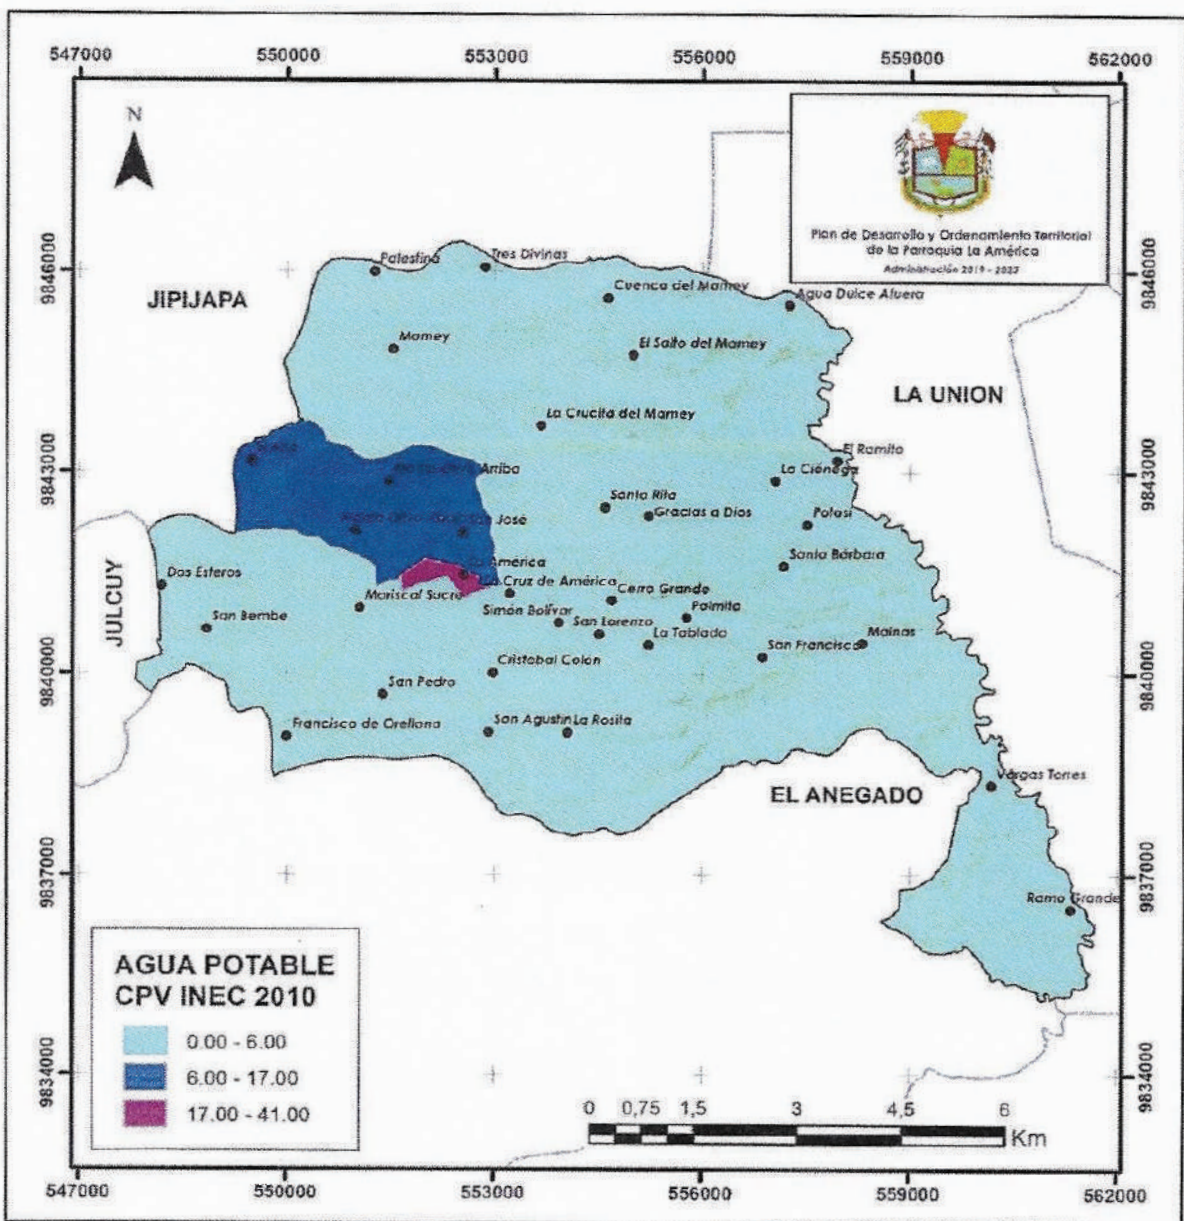 547000 550000 553000 556000 559000 562000
N
Plan de Desarrollo y Ordenamiento Territorial
de la Parroquia La América
Administración 2019 - 2023
9846000
9846000
JIPIJAPA
Palestina
Tres Divinas
Cuenca del Mamey
Agua Dulce Afuera
Mamey
El Salto del Mamey
LA UNION
La Crucita del Mamey
El Ramito
9843000
9843000
Arriba
La Ciénega
Santa Rita
Gracias a Dios
Potosi
San José
Santa Bárbara
La América
JULCUY
Dos Esteros
La Cruz de América
Cerro Grande
Mariscal Sucre
Simón Bolívar
Palmita
San Bembe
San Lorenzo
La Tablada
San Francisco
Mainas
9840000
9840000
Cristobal Colón
San Pedro
Francisco de Orellana
San Agustin
La Rosita
Vargas Torres
EL ANEGADO
9837000
9837000
Ramo Grande
AGUA POTABLE
CPV INEC 2010
0.00 - 6.00
6.00 - 17.00
17.00 - 41.00
9834000
9834000
0 0,75 1,5 3 4,5 6
Km
547000 550000 553000 556000 559000 562000